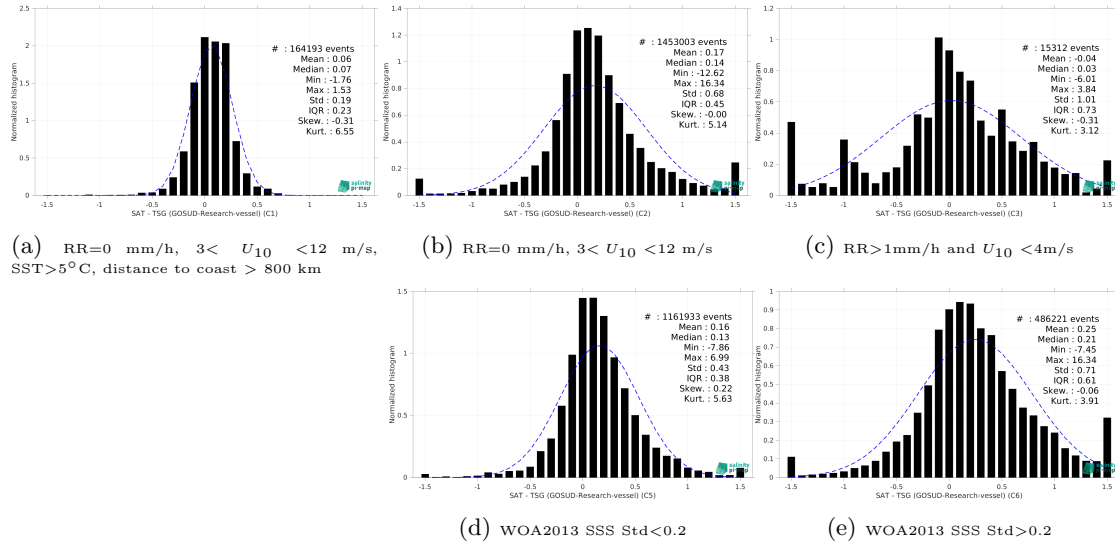 2.5
2
1.5
1
0.5
0
Normalized histogram
# : 164193 events
Mean : 0.06
Median : 0.07
Min : -1.76
Max : 1.53
Std : 0.19
IQR : 0.23
Skew. : -0.31
Kurt. : 6.55
salinity
pi-mep
-1.5 -1 -0.5 0 0.5 1 1.5
SAT - TSG (GOSUD-Research-vessel) (C1)
(a) RR=0 mm/h, 3< U10 <12 m/s,
SST>5°C, distance to coast > 800 km
1.4
1.2
1
0.8
0.6
0.4
0.2
0
Normalized histogram
# : 1453003 events
Mean : 0.17
Median : 0.14
Min : -12.62
Max : 16.34
Std : 0.68
IQR : 0.45
Skew. : -0.00
Kurt. : 5.14
salinity
pi-mep
-1.5 -1 -0.5 0 0.5 1 1.5
SAT - TSG (GOSUD-Research-vessel) (C2)
(b) RR=0 mm/h, 3< U10 <12 m/s
1.2
1
0.8
0.6
0.4
0.2
0
Normalized histogram
# : 15312 events
Mean : -0.04
Median : 0.03
Min : -6.01
Max : 3.84
Std : 1.01
IQR : 0.73
Skew. : -0.31
Kurt. : 3.12
salinity
pi-mep
-1.5 -1 -0.5 0 0.5 1 1.5
SAT - TSG (GOSUD-Research-vessel) (C3)
(c) RR>1mm/h and U10 <4m/s
1.5
1
0.5
0
Normalized histogram
# : 1161933 events
Mean : 0.16
Median : 0.13
Min : -7.86
Max : 6.99
Std : 0.43
IQR : 0.38
Skew. : 0.22
Kurt. : 5.63
salinity
pi-mep
-1.5 -1 -0.5 0 0.5 1 1.5
SAT - TSG (GOSUD-Research-vessel) (C5)
(d) WOA2013 SSS Std<0.2
1
0.9
0.8
0.7
0.6
0.5
0.4
0.3
0.2
0.1
0
Normalized histogram
# : 486221 events
Mean : 0.25
Median : 0.21
Min : -7.45
Max : 16.34
Std : 0.71
IQR : 0.61
Skew. : -0.06
Kurt. : 3.91
salinity
pi-mep
-1.5 -1 -0.5 0 0.5 1 1.5
SAT - TSG (GOSUD-Research-vessel) (C6)
(e) WOA2013 SSS Std>0.2